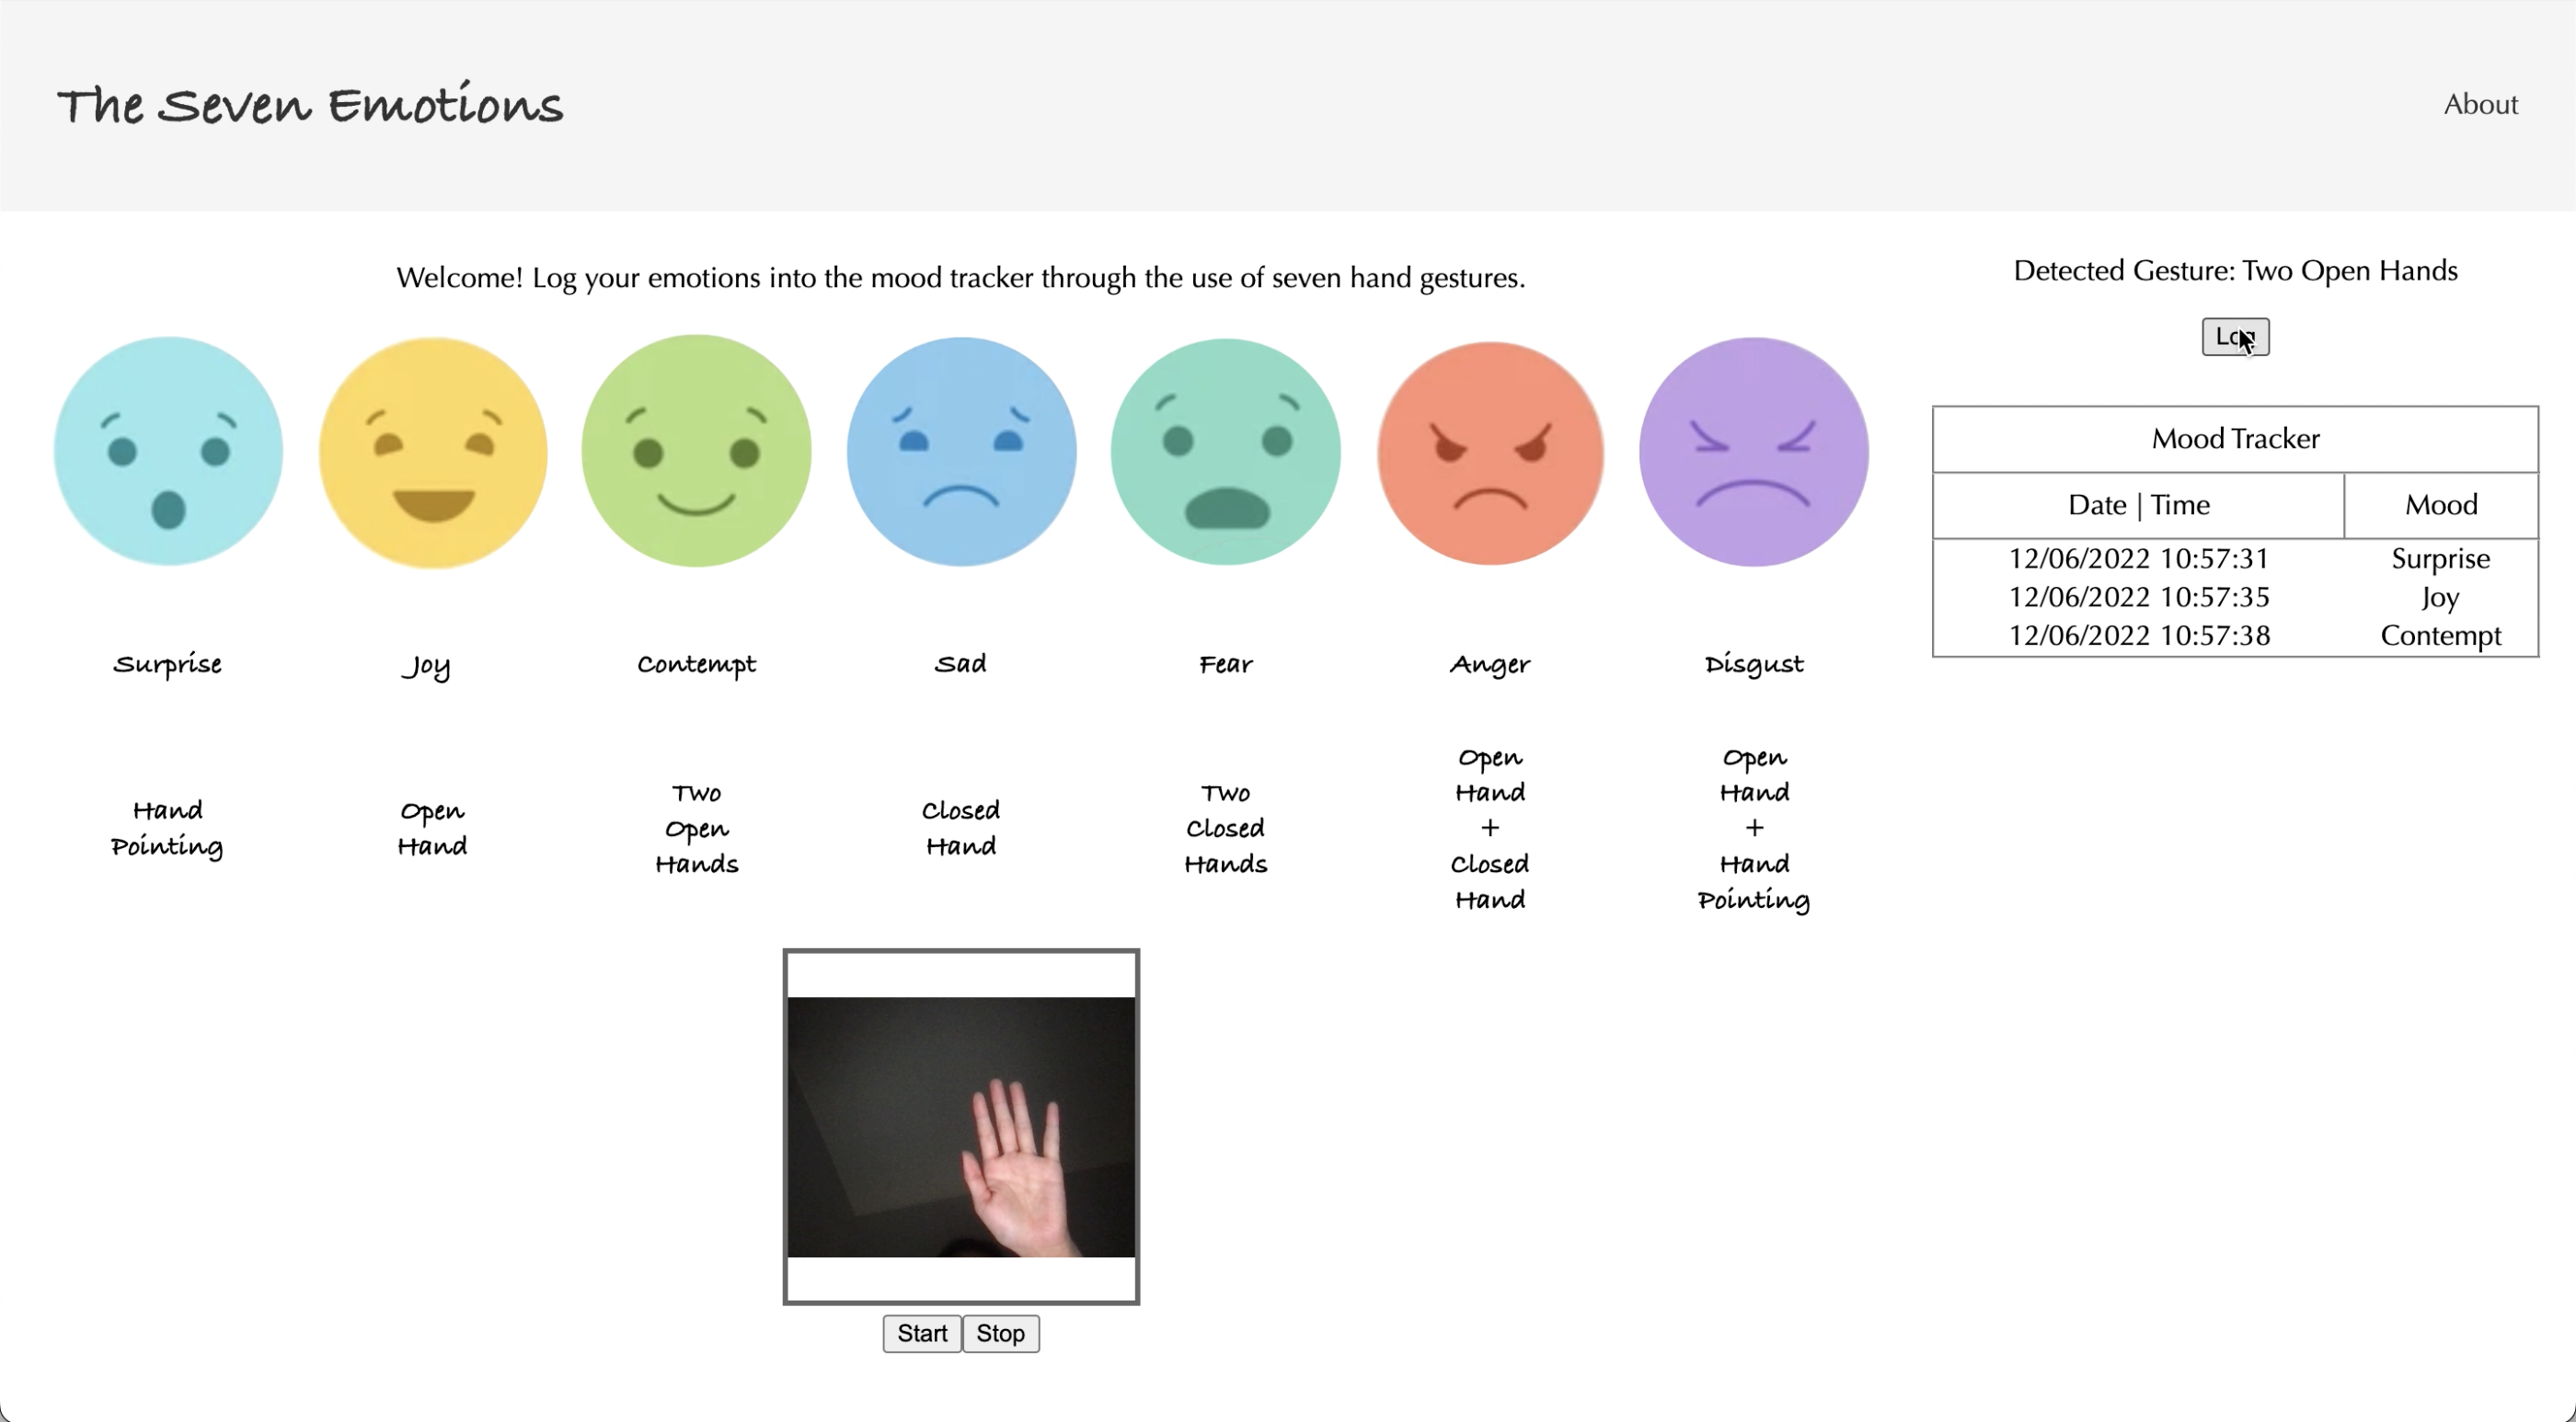 The Seven Emotions
About
Welcome! Log your emotions into the mood tracker through the use of seven hand gestures.
Surprise
Joy
Contempt
Sad
Fear
Anger
Disgust
Hand
Pointing
Open
Hand
Two
Open
Hands
Closed
Hand
Two
Closed
Hands
Open
Hand
+
Closed
Hand
Open
Hand
+
Hand
Pointing
Start
Stop
Detected Gesture: Two Open Hands
Log
Mood Tracker
Date | Time Mood
12/06/2022 10:57:31 Surprise
12/06/2022 10:57:35 Joy
12/06/2022 10:57:38 Contempt